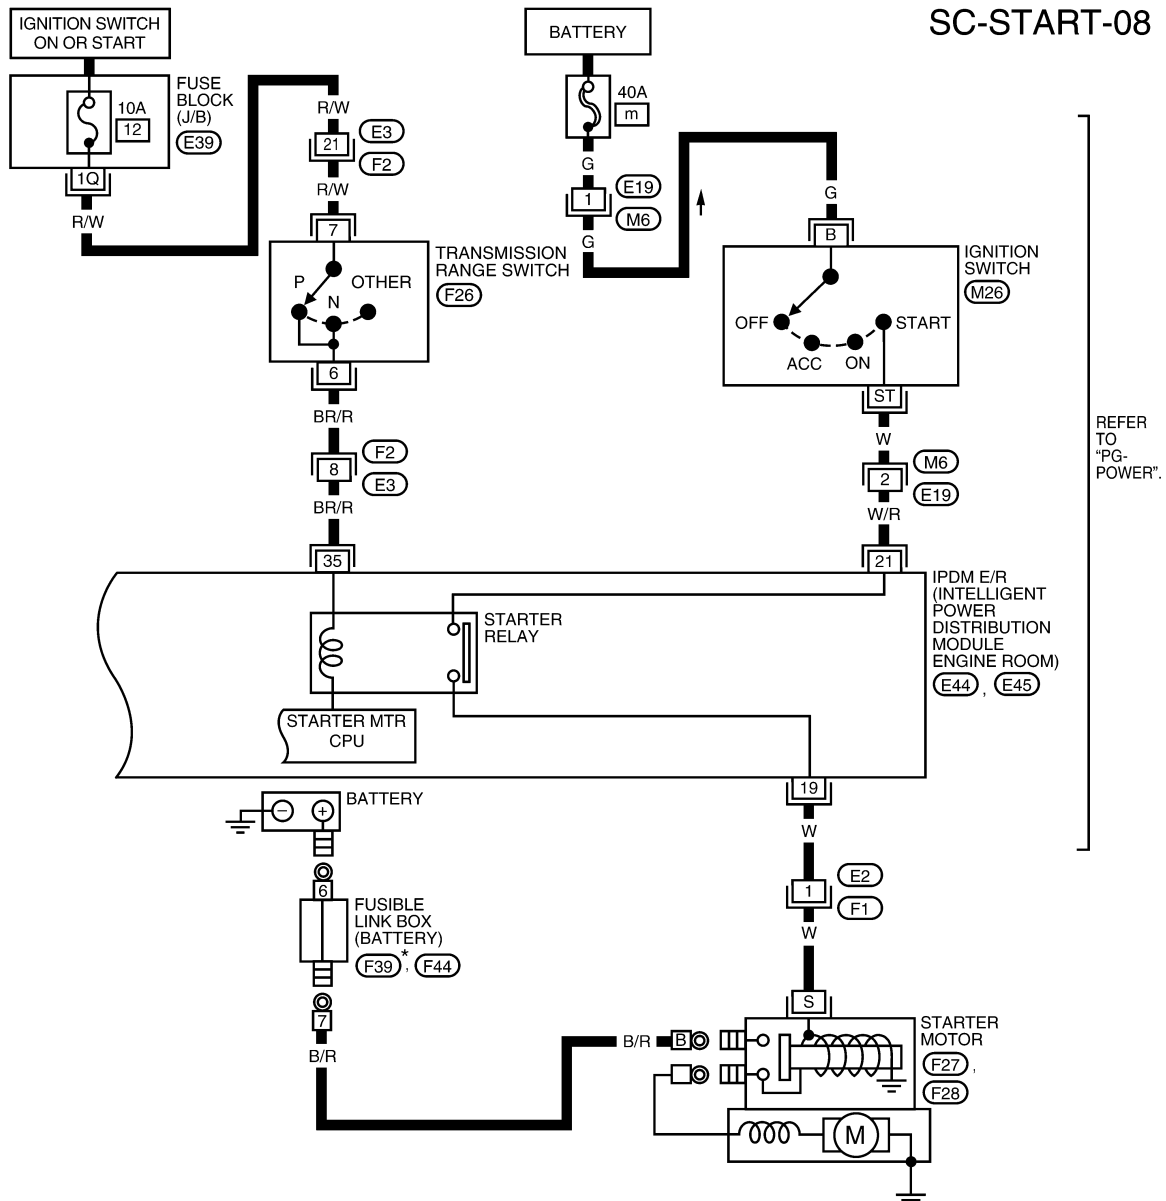 SC-START-08
IGNITION SWITCH
ON OR START
BATTERY
FUSE
BLOCK
(J/B)
E39
10A
12
1Q
R/W
R/W
21
E3
F2
R/W
7
40A
m
G
1
E19
M6
G
G
B
TRANSMISSION
RANGE SWITCH
F26
P
N
OTHER
6
BR/R
8
F2
E3
BR/R
35
IGNITION
SWITCH
M26
OFF
ACC
ON
START
ST
W
2
M6
E19
W/R
21
REFER
TO
“PG-
POWER”.
STARTER
RELAY
STARTER MTR
CPU
IPDM E/R
(INTELLIGENT
POWER
DISTRIBUTION
MODULE
ENGINE ROOM)
E44 , E45
19
W
1
E2
F1
W
S
BATTERY
− +
6
FUSIBLE
LINK BOX
(BATTERY)
F39 *, F44
7
B/R
B/R
B
STARTER
MOTOR
F27 ,
F28
M